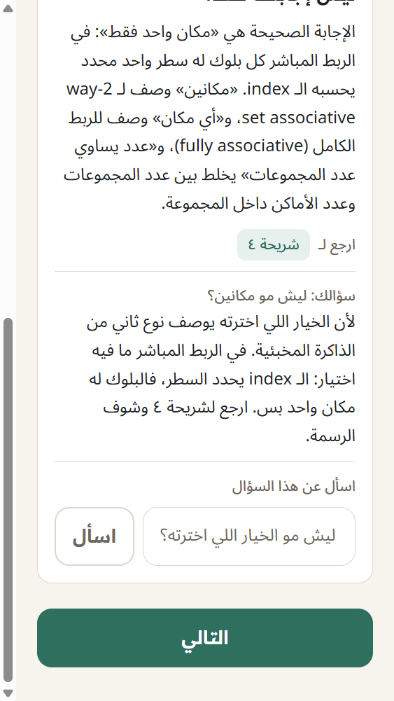 الإجابة الصحيحة هي «مكان واحد فقط»: في
الربط المباشر كل بلوك له سطر واحد محدد
يحسبه الـ index. «مكانين» وصف لـ 2-way
set associative، و«أي مكان» وصف للربط
الكامل (fully associative)، و«عدد يساوي
عدد المجموعات» يخلط بين عدد المجموعات
وعدد الأماكن داخل المجموعة.
ارجع لـ شريحة ٤
سؤالك: ليش مو مكانين؟
لأن الخيار اللي اخترته يوصف نوع ثاني من
الذاكرة المخبئية. في الربط المباشر ما فيه
اختيار: الـ index يحدد السطر، فالبلوك له
مكان واحد بس. ارجع لشريحة ٤ وشوف
الرسمة.
اسأل عن هذا السؤال
ليش مو الخيار اللي اخترته؟
اسأل
التالي